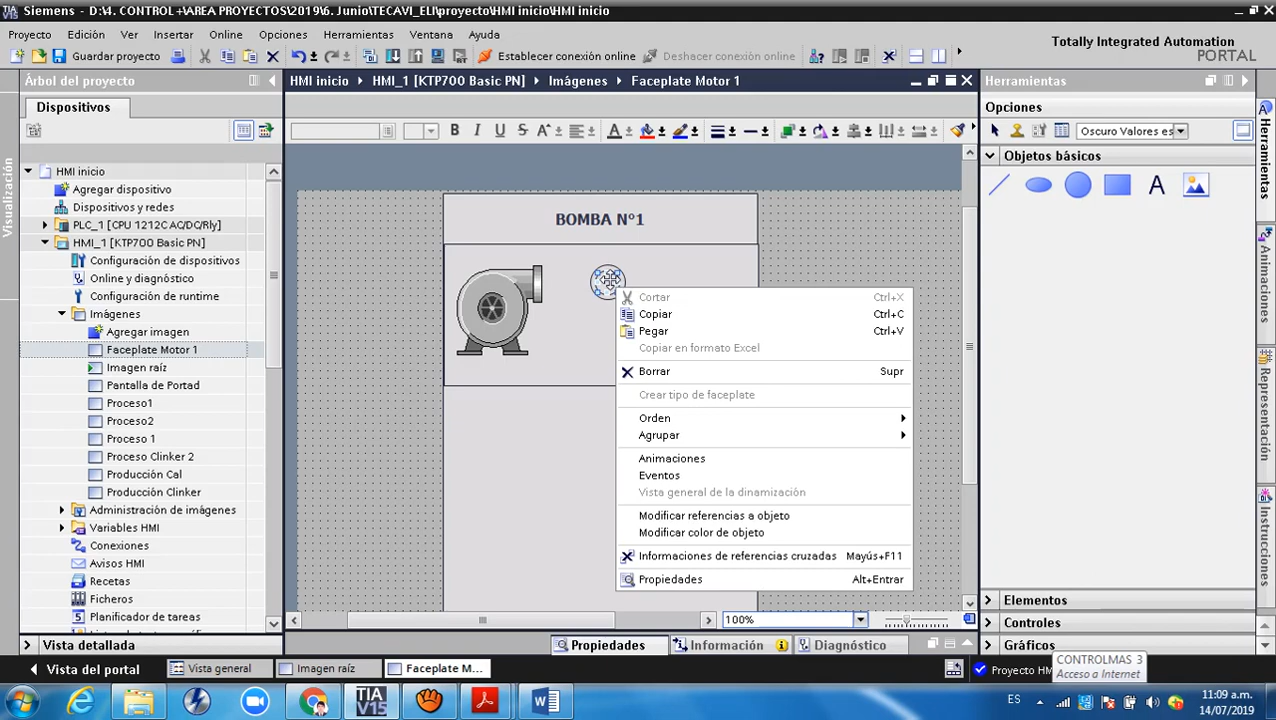 Siemens - D:\4. CONTROL +\AREA PROYECTOS\2019\6. Junio\TECAVI_ELI\proyecto\HMI inicio\HMI inicio
Proyecto Edición Ver Insertar Online Opciones Herramientas Ventana Ayuda
Totally Integrated Automation
PORTAL
Guardar proyecto
Establecer conexión online
Deshacer conexión online
Árbol del proyecto
HMI inicio HMI_1 [KTP700 Basic PN] Imágenes Faceplate Motor 1
Herramientas
Dispositivos
Opciones
B I U S A
Oscuro Valores es
Visualización
HMI inicio
Agregar dispositivo
Dispositivos y redes
PLC_1 [CPU 1212C AC/DC/Rly]
HMI_1 [KTP700 Basic PN]
Configuración de dispositivos
Online y diagnóstico
Configuración de runtime
Imágenes
Agregar imagen
Faceplate Motor 1
Imagen raíz
Pantalla de Portad
Proceso1
Proceso2
Proceso 1
Proceso Clinker 2
Producción Cal
Producción Clinker
Administración de imágenes
Variables HMI
Conexiones
Avisos HMI
Recetas
Ficheros
Planificador de tareas
Vista detallada
BOMBA N°1
Cortar Ctrl+X
Copiar Ctrl+C
Pegar Ctrl+V
Copiar en formato Excel
Borrar Supr
Crear tipo de faceplate
Orden
Agrupar
Animaciones
Eventos
Vista general de la dinamización
Modificar referencias a objeto
Modificar color de objeto
Informaciones de referencias cruzadas Mayús+F11
Propiedades Alt+Entrar
100%
Propiedades Información Diagnóstico
Objetos básicos
A
Elementos
Controles
Gráficos
Herramientas
Animaciones
Representación
Instrucciones
Vista del portal
Vista general
Imagen raíz
Faceplate M...
Proyecto HM
CONTROLMAS 3
Acceso a Internet
TIA
V15
ES
11:09 a.m.
14/07/2019